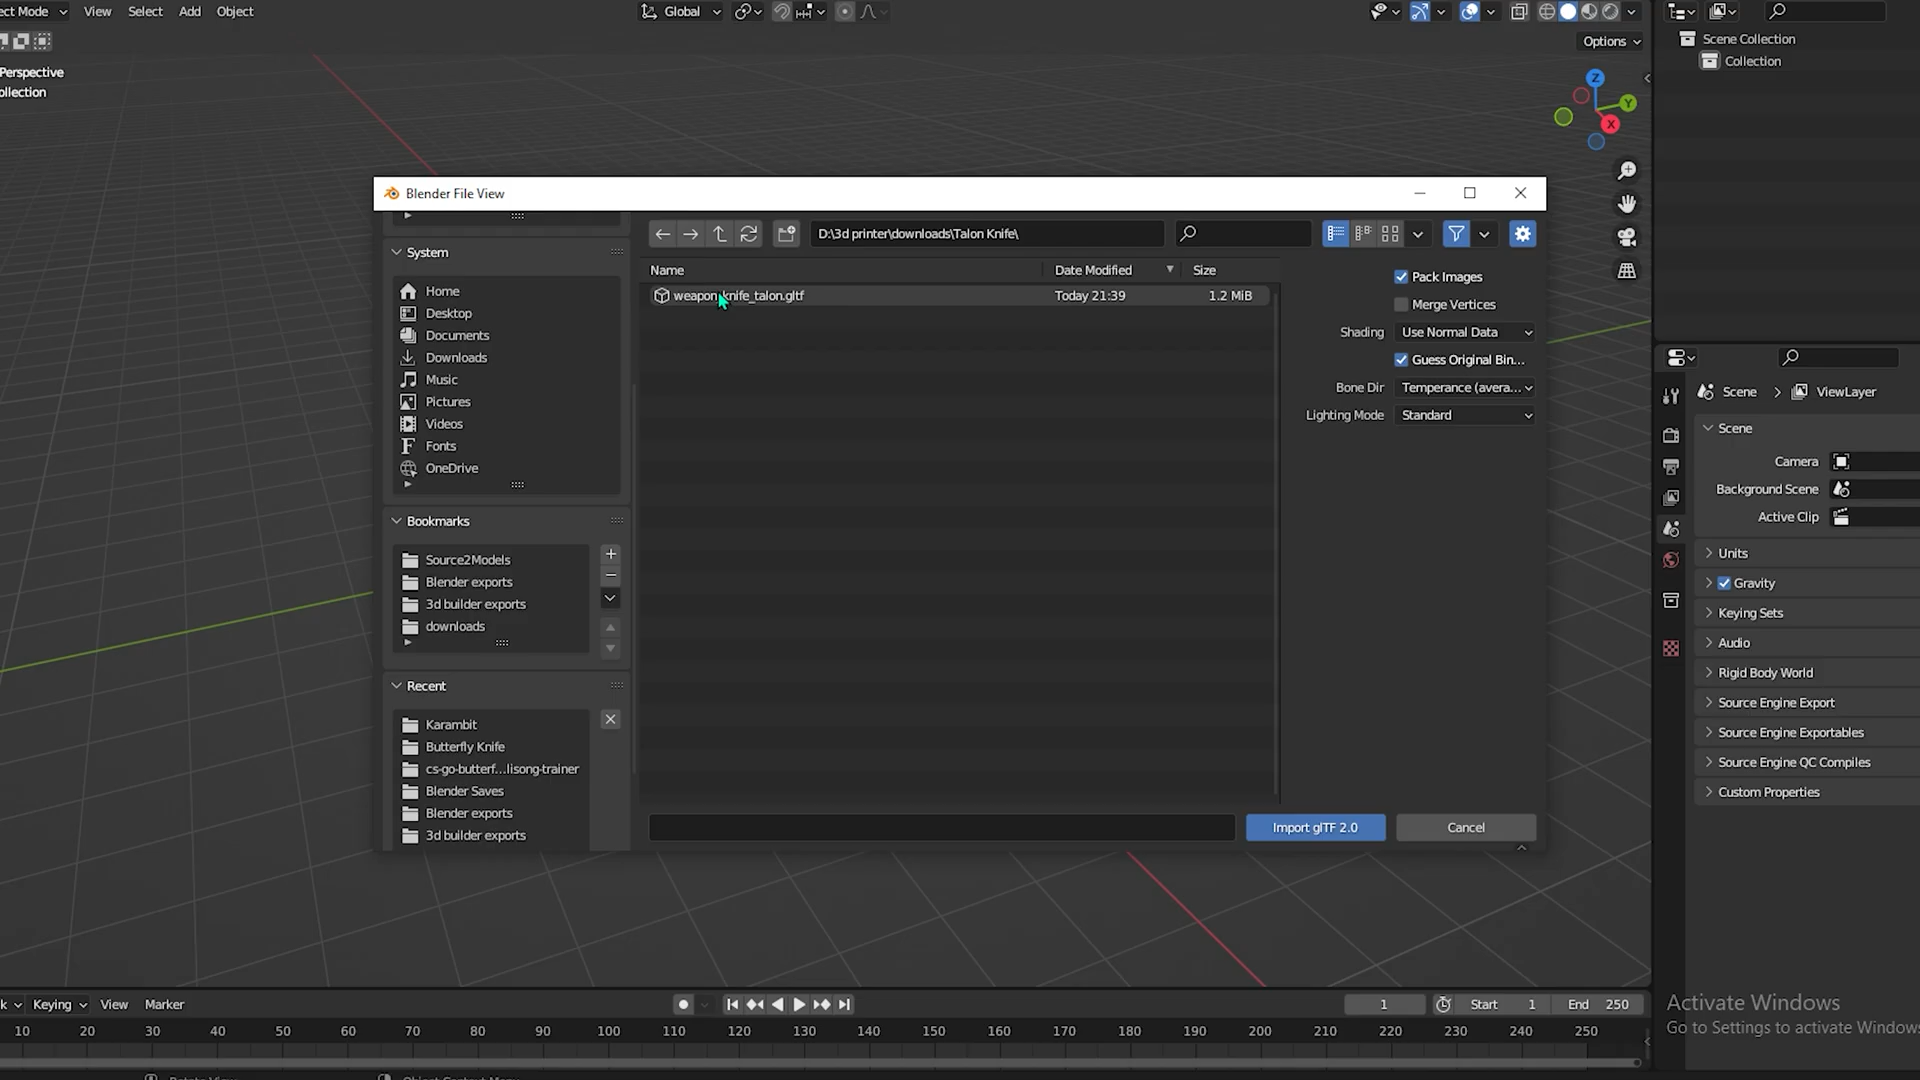 ect Mode View Select Add Object Global
Options
Perspective
ollection
Z
Y
X
Scene Collection
Collection
Blender File View
System
Home
Desktop
Documents
Downloads
Music
Pictures
Videos
Fonts
OneDrive
Bookmarks
Source2Models
Blender exports
3d builder exports
downloads
Recent
Karambit
Butterfly Knife
cs-go-butterf...lisong-trainer
Blender Saves
Blender exports
3d builder exports
D:\3d printer\downloads\Talon Knife\
Name Date Modified Size
weapon_knife_talon.gltf Today 21:39 1.2 MiB
Pack Images
Merge Vertices
Shading Use Normal Data
Guess Original Bin...
Bone Dir Temperance (avera...
Lighting Mode Standard
Import glTF 2.0 Cancel
Scene ViewLayer
Scene
Camera
Background Scene
Active Clip
Units
Gravity
Keying Sets
Audio
Rigid Body World
Source Engine Export
Source Engine Exportables
Source Engine QC Compiles
Custom Properties
k Keying View Marker 1 Start 1 End 250
10 20 30 40 50 60 70 80 90 100 110 120 130 140 150 160 170 180 190 200 210 220 230 240 250
Activate Windows
Go to Settings to activate Windows